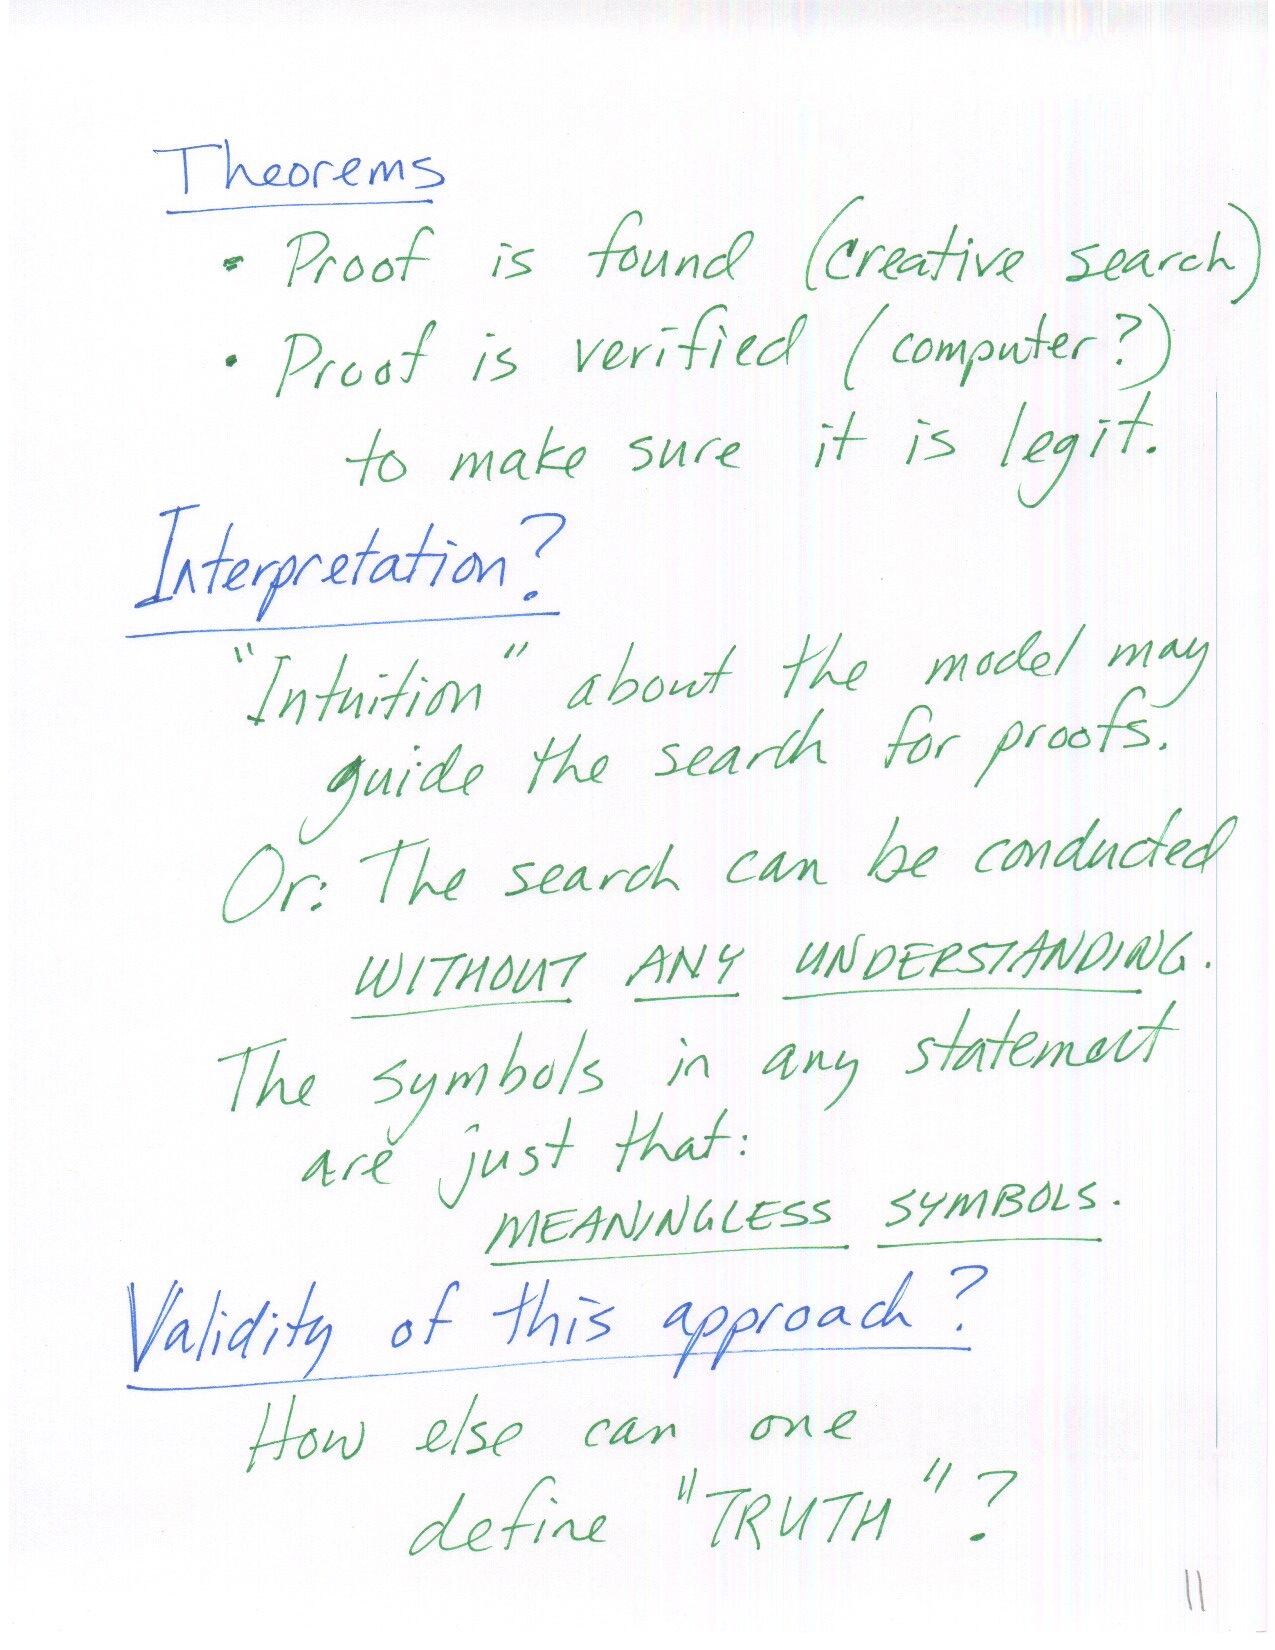 Theorems
• Proof is found (creative search)
• Proof is verified (computer?)
to make sure it is legit.
Interpretation?
"Intuition" about the model may
guide the search for proofs.
Or: The search can be conducted
WITHOUT ANY UNDERSTANDING.
The symbols in any statement
are just that:
MEANINGLESS SYMBOLS.
Validity of this approach?
How else can one
define "TRUTH"?
11